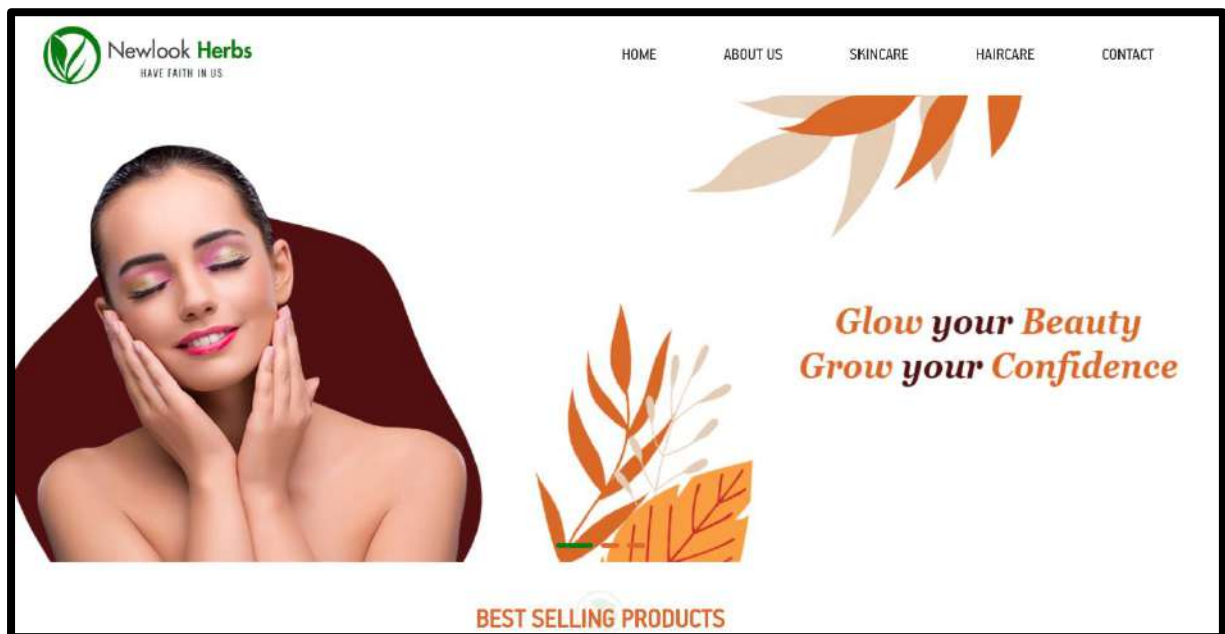 Newlook Herbs
HAVE FAITH IN US
HOME ABOUT US SKINCARE HAIRCARE CONTACT
Glow your Beauty
Grow your Confidence
BEST SELLING PRODUCTS